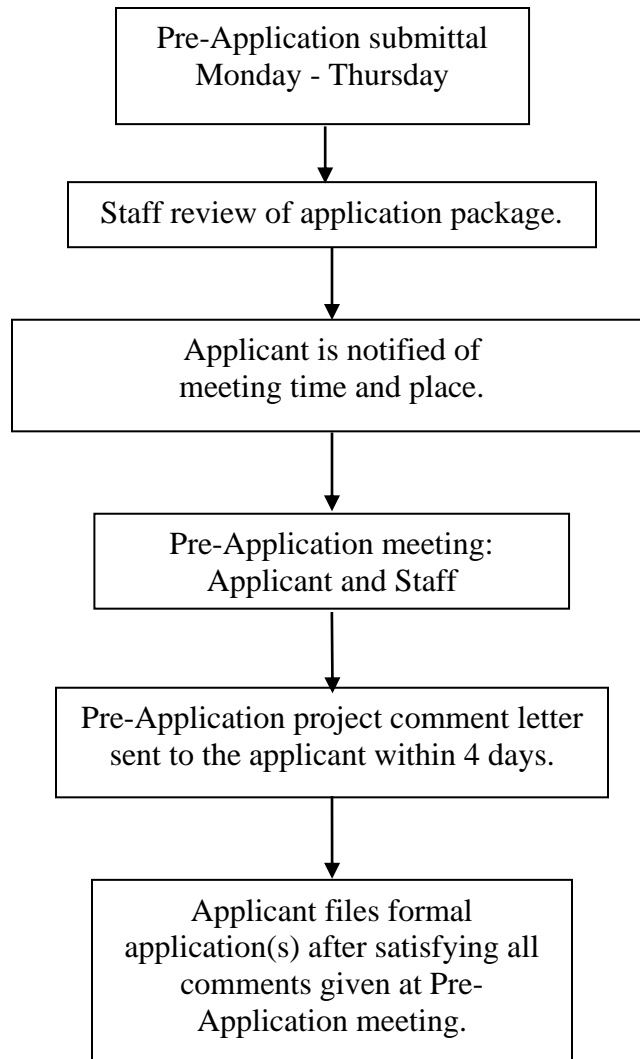 Pre-Application submittal
Monday - Thursday
Staff review of application package.
Applicant is notified of
meeting time and place.
Pre-Application meeting:
Applicant and Staff
Pre-Application project comment letter
sent to the applicant within 4 days.
Applicant files formal
application(s) after satisfying all
comments given at Pre-
Application meeting.